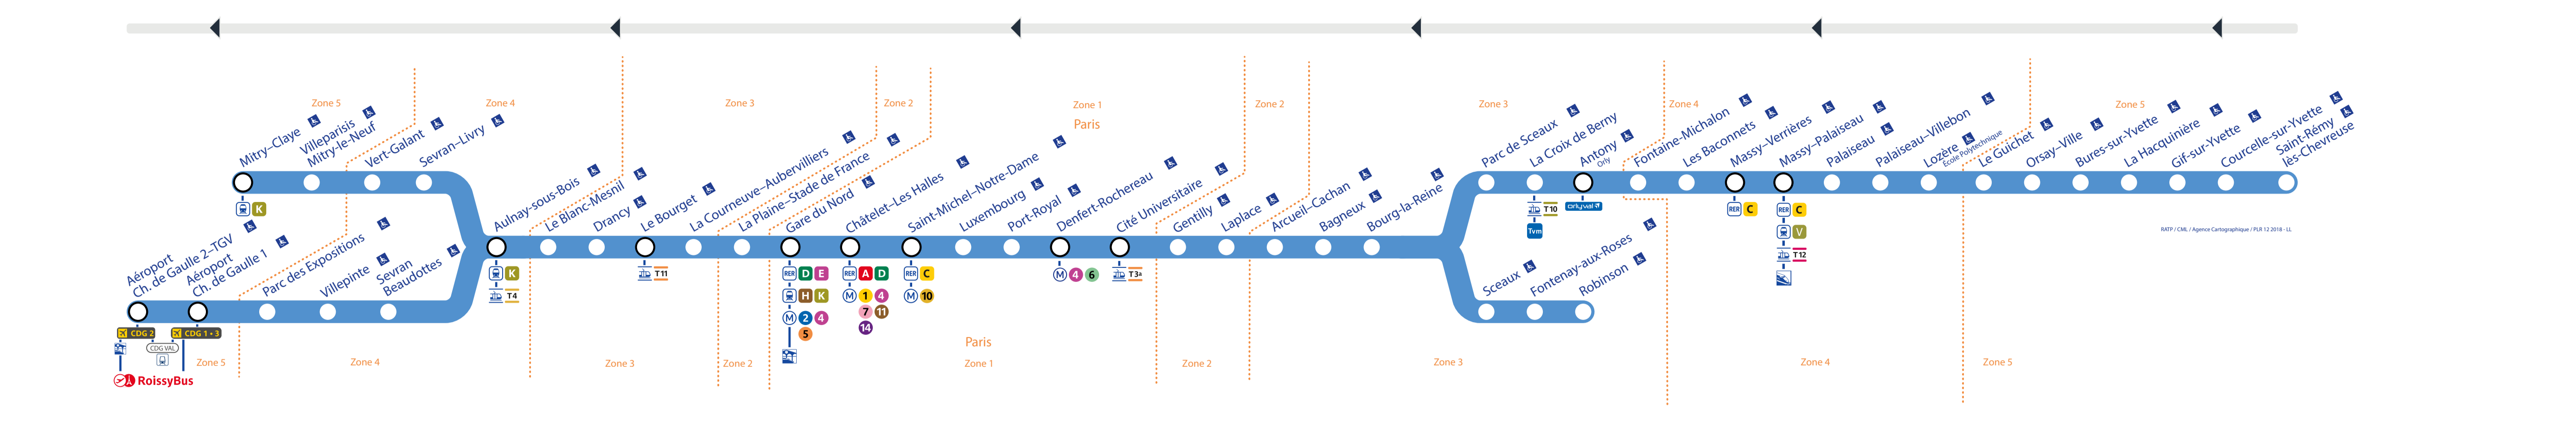 Zone 5
Zone 4
Zone 3
Zone 2
Zone 1
Paris
Zone 2
Zone 3
Zone 4
Zone 5
Mitry–Claye
Villeparisis
Mitry-le-Neuf
Vert-Galant
Sevran–Livry
K
Aéroport
Ch. de Gaulle 2–TGV
Aéroport
Ch. de Gaulle 1
Parc des Expositions
Villepinte
Sevran
Beaudottes
CDG 2
CDG 1 • 3
CDG VAL
RoissyBus
Aulnay-sous-Bois
K
T4
Le Blanc-Mesnil
Drancy
Le Bourget
T11
La Courneuve–Aubervilliers
La Plaine–Stade de France
Gare du Nord
RER D E
H K
M 2 4
5
Châtelet–Les Halles
RER A D
M 1 4
7 11
14
Saint-Michel–Notre-Dame
RER C
M 10
Luxembourg
Port-Royal
Denfert-Rochereau
M 4 6
Cité Universitaire
T3a
Gentilly
Laplace
Arcueil–Cachan
Bagneux
Bourg-la-Reine
Parc de Sceaux
La Croix de Berny
T10
Tvm
Antony
Orly
orlyval
Fontaine–Michalon
Les Baconnets
Massy–Verrières
RER C
Massy–Palaiseau
RER C
V
T12
Palaiseau
Palaiseau–Villebon
Lozère
École Polytechnique
Le Guichet
Orsay–Ville
Bures-sur-Yvette
La Hacquinière
Gif-sur-Yvette
Courcelle-sur-Yvette
Saint-Rémy
lès-Chevreuse
Sceaux
Fontenay-aux-Roses
Robinson
RATP / CML / Agence Cartographique / PLR 12 2018 - LL
Zone 5
Zone 4
Zone 3
Zone 2
Paris
Zone 1
Zone 2
Zone 3
Zone 4
Zone 5